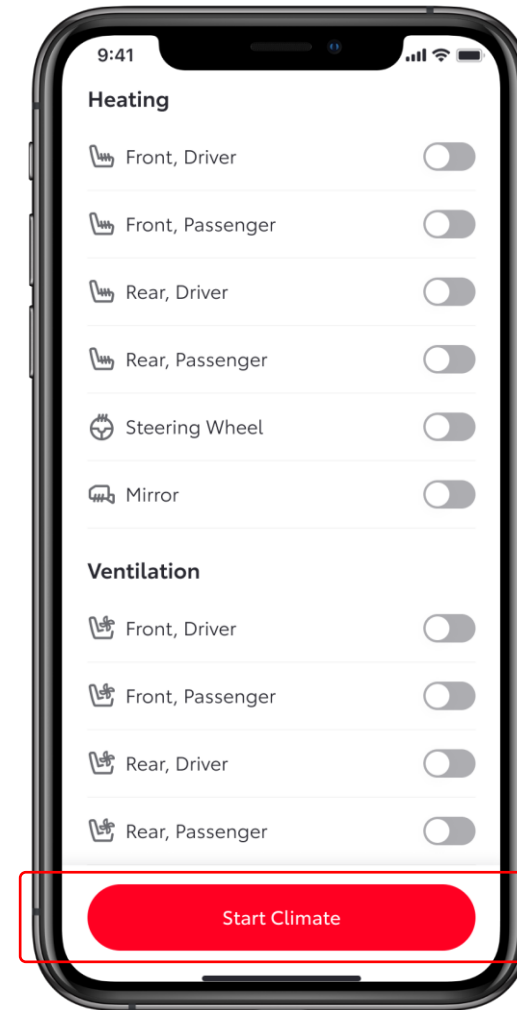 9:41
Heating
Front, Driver
Front, Passenger
Rear, Driver
Rear, Passenger
Steering Wheel
Mirror
Ventilation
Front, Driver
Front, Passenger
Rear, Driver
Rear, Passenger
Start Climate